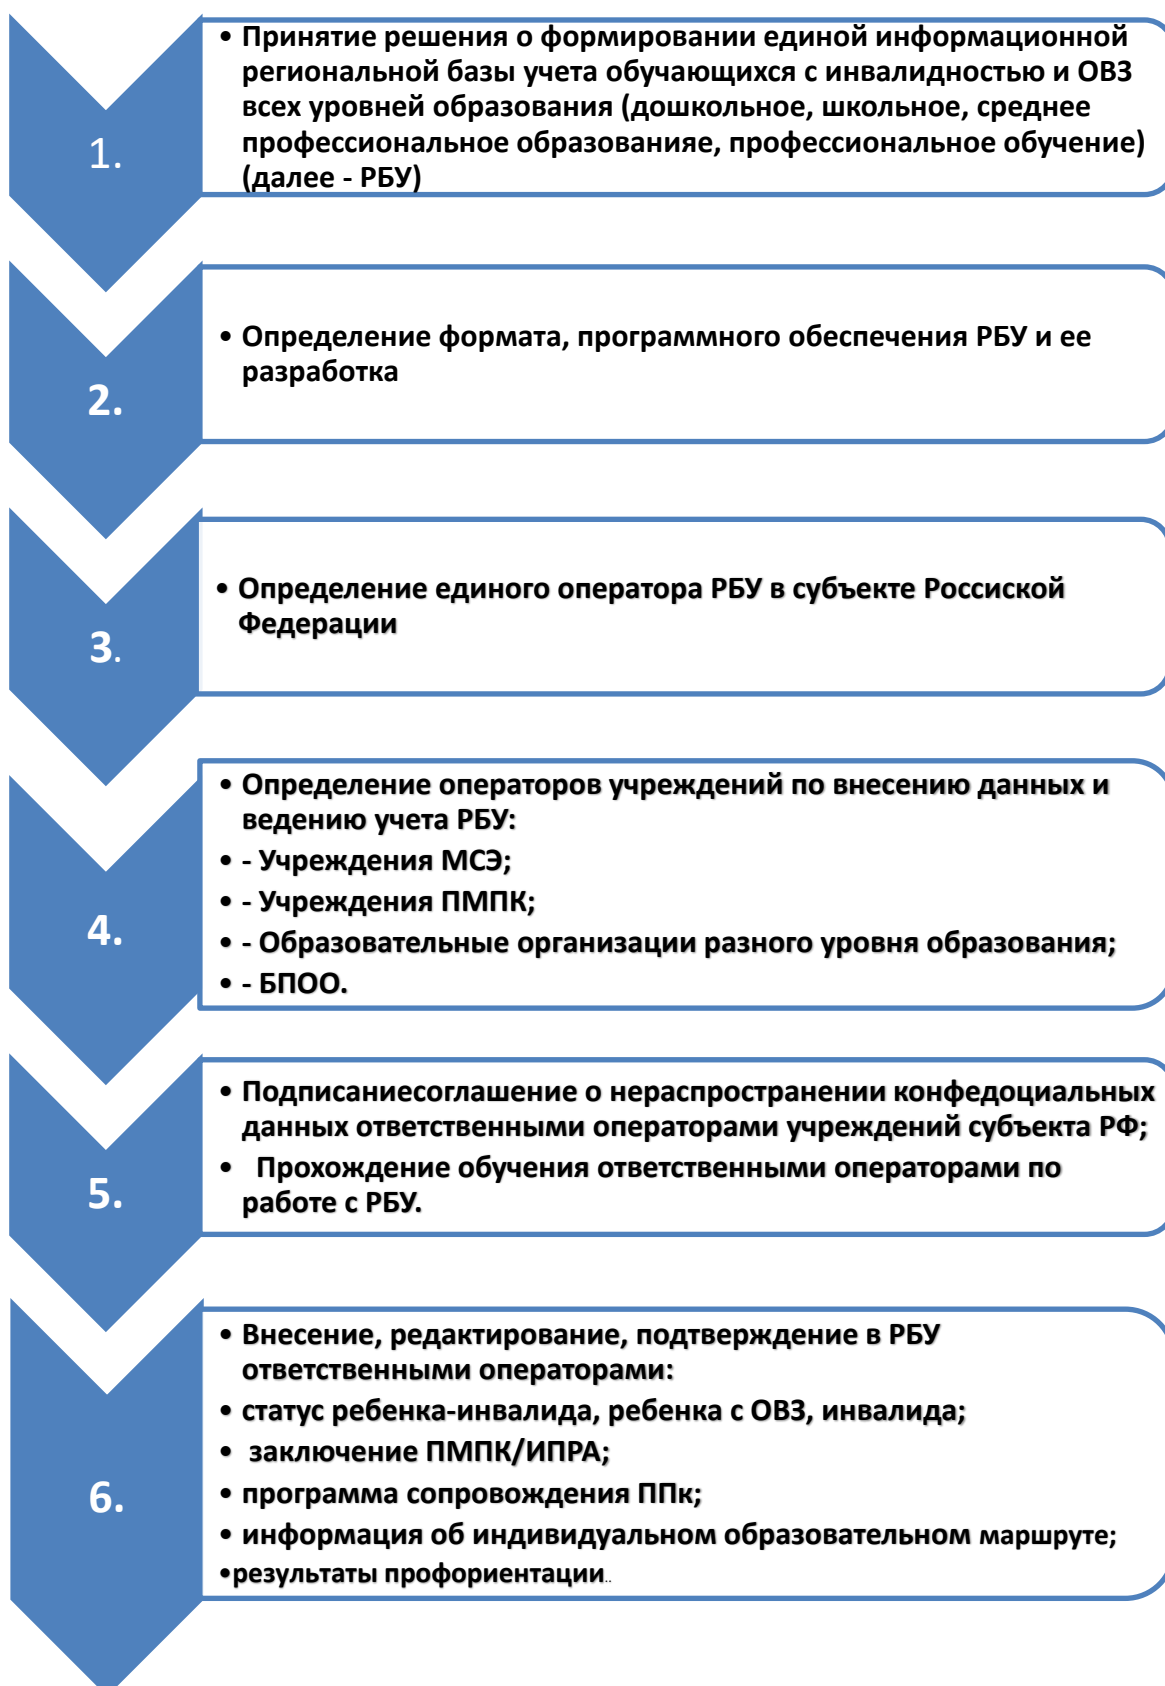 1.
• Принятие решения о формировании единой информационной
региональной базы учета обучающихся с инвалидностью и ОВЗ
всех уровней образования (дошкольное, школьное, среднее
профессиональное образованияе, профессиональное обучение)
(далее - РБУ)
2.
• Определение формата, программного обеспечения РБУ и ее
разработка
3.
• Определение единого оператора РБУ в субъекте Россиской
Федерации
4.
• Определение операторов учреждений по внесению данных и
ведению учета РБУ:
• - Учреждения МСЭ;
• - Учреждения ПМПК;
• - Образовательные организации разного уровня образования;
• - БПОО.
5.
• Подписаниесоглашение о нераспространении конфедоциальных
данных ответственными операторами учреждений субъекта РФ;
• Прохождение обучения ответственными операторами по
работе с РБУ.
6.
• Внесение, редактирование, подтверждение в РБУ
ответственными операторами:
• статус ребенка-инвалида, ребенка с ОВЗ, инвалида;
• заключение ПМПК/ИПРА;
• программа сопровождения ППк;
• информация об индивидуальном образовательном маршруте;
•результаты профориентации..